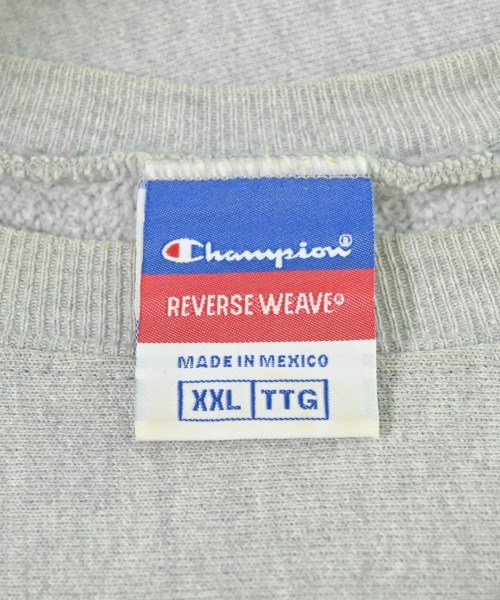 Champion®
REVERSE WEAVE®
MADE IN MEXICO
XXL TTG